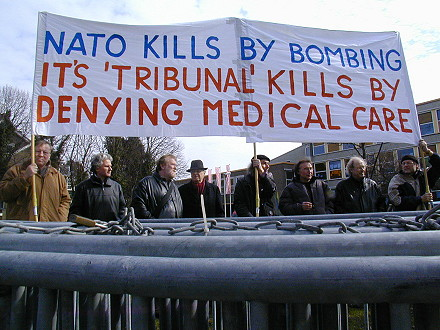 NATO KILLS BY BOMBING
IT'S 'TRIBUNAL' KILLS BY
DENYING MEDICAL CARE